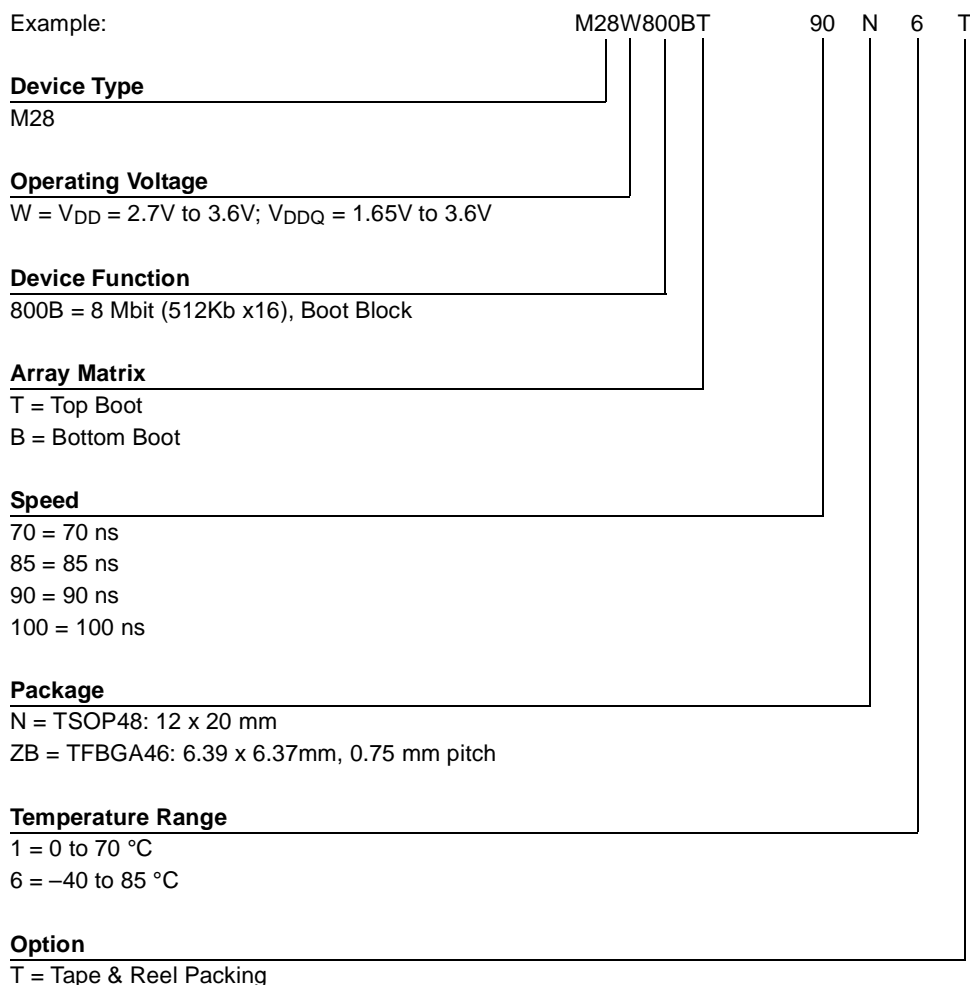 Example: M28W800BT 90 N 6 T
Device Type
M28
Operating Voltage
W = VDD = 2.7V to 3.6V; VDDQ = 1.65V to 3.6V
Device Function
800B = 8 Mbit (512Kb x16), Boot Block
Array Matrix
T = Top Boot
B = Bottom Boot
Speed
70 = 70 ns
85 = 85 ns
90 = 90 ns
100 = 100 ns
Package
N = TSOP48: 12 x 20 mm
ZB = TFBGA46: 6.39 x 6.37mm, 0.75 mm pitch
Temperature Range
1 = 0 to 70 °C
6 = –40 to 85 °C
Option
T = Tape & Reel Packing